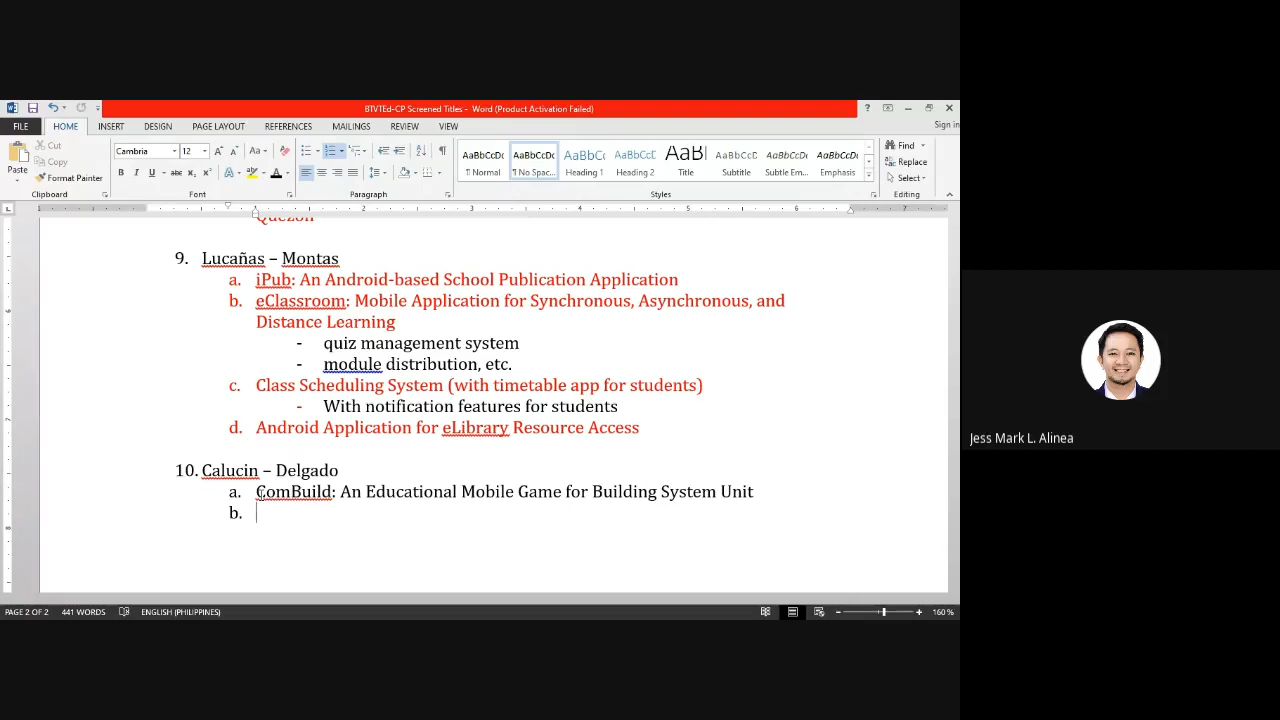 BTVTEd-CP Screened Titles - Word (Product Activation Failed)
FILE HOME INSERT DESIGN PAGE LAYOUT REFERENCES MAILINGS REVIEW VIEW Sign in
Cut
Copy
Format Painter
Paste
Clipboard
Cambria 12
Font
Paragraph
AaBbCcDc AaBbCcDc AaBbCc AaBbCcD AaB AaBbCcD AaBbCcDc AaBbCcDc
¶ Normal ¶ No Spac... Heading 1 Heading 2 Title Subtitle Subtle Em... Emphasis
Styles
Find
Replace
Select
Editing
Quezon
9. Lucañas – Montas
a. iPub: An Android-based School Publication Application
b. eClassroom: Mobile Application for Synchronous, Asynchronous, and
Distance Learning
- quiz management system
- module distribution, etc.
c. Class Scheduling System (with timetable app for students)
- With notification features for students
d. Android Application for eLibrary Resource Access
10. Calucin – Delgado
a. ComBuild: An Educational Mobile Game for Building System Unit
b.
PAGE 2 OF 2 441 WORDS ENGLISH (PHILIPPINES) 160%
Jess Mark L. Alinea